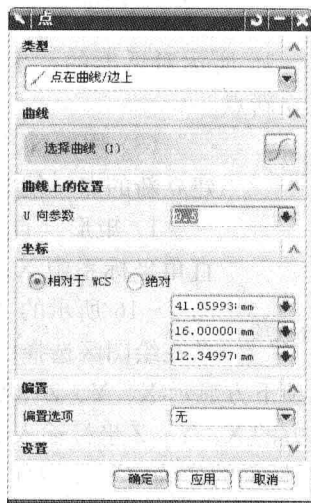 点
类型
点在曲线/边上
曲线
选择曲线 (1)
曲线上的位置
U 向参数
坐标
相对于 WCS 绝对
41.05993 mm
16.00000 mm
12.34997 mm
偏置
偏置选项 无
设置
确定 应用 取消